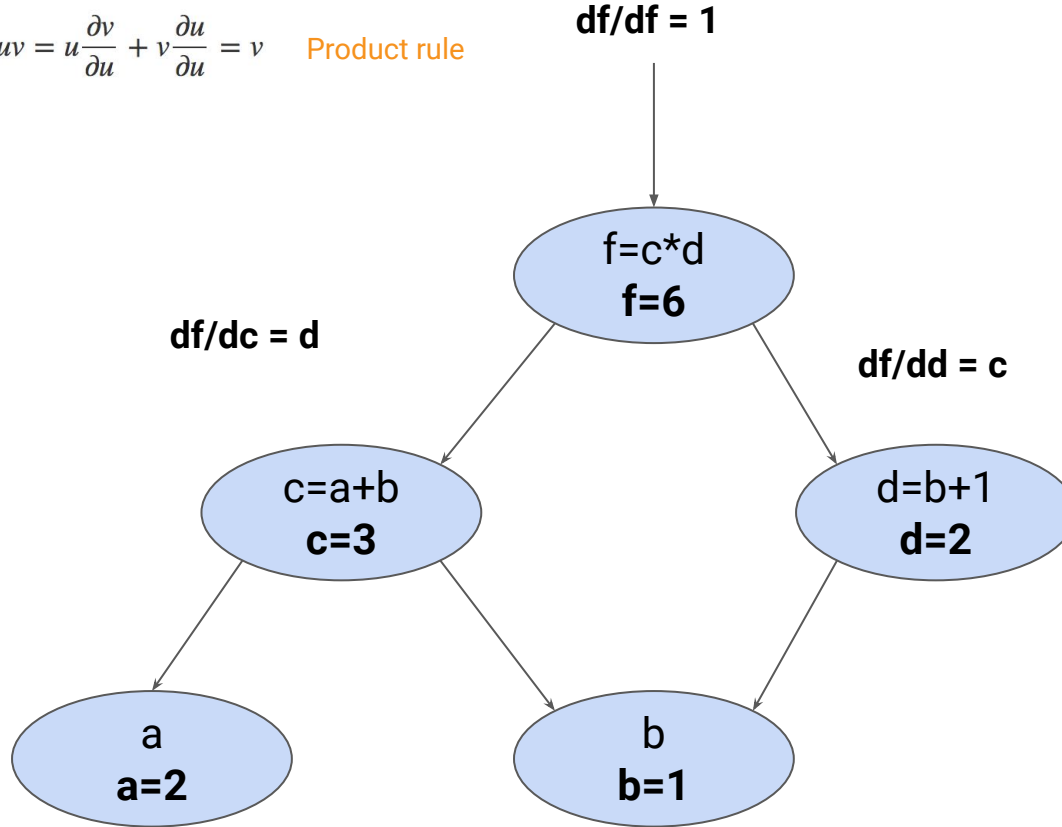 uv = u ∂v/∂u + v ∂u/∂u = v Product rule
df/df = 1
f=c*d
f=6
df/dc = d
df/dd = c
c=a+b
c=3
d=b+1
d=2
a
a=2
b
b=1